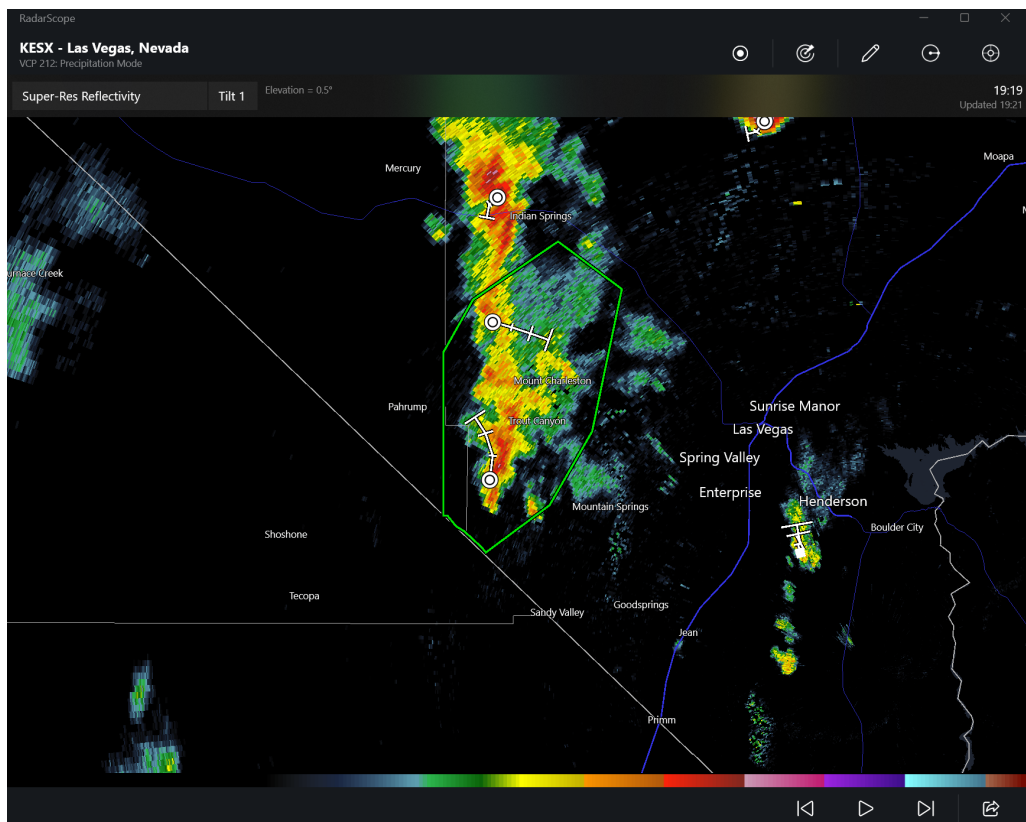 RadarScope
KESX - Las Vegas, Nevada
VCP 212: Precipitation Mode
Super-Res Reflectivity
Tilt 1
Elevation = 0.5°
19:19
Updated 19:21
Mercury
Moapa
Indian Springs
Creek
Mount Charleston
Pahrump
Sunrise Manor
Trout Canyon
Las Vegas
Spring Valley
Enterprise
Henderson
Mountain Springs
Boulder City
Shoshone
Tecopa
Goodsprings
Sandy Valley
Jean
Primm